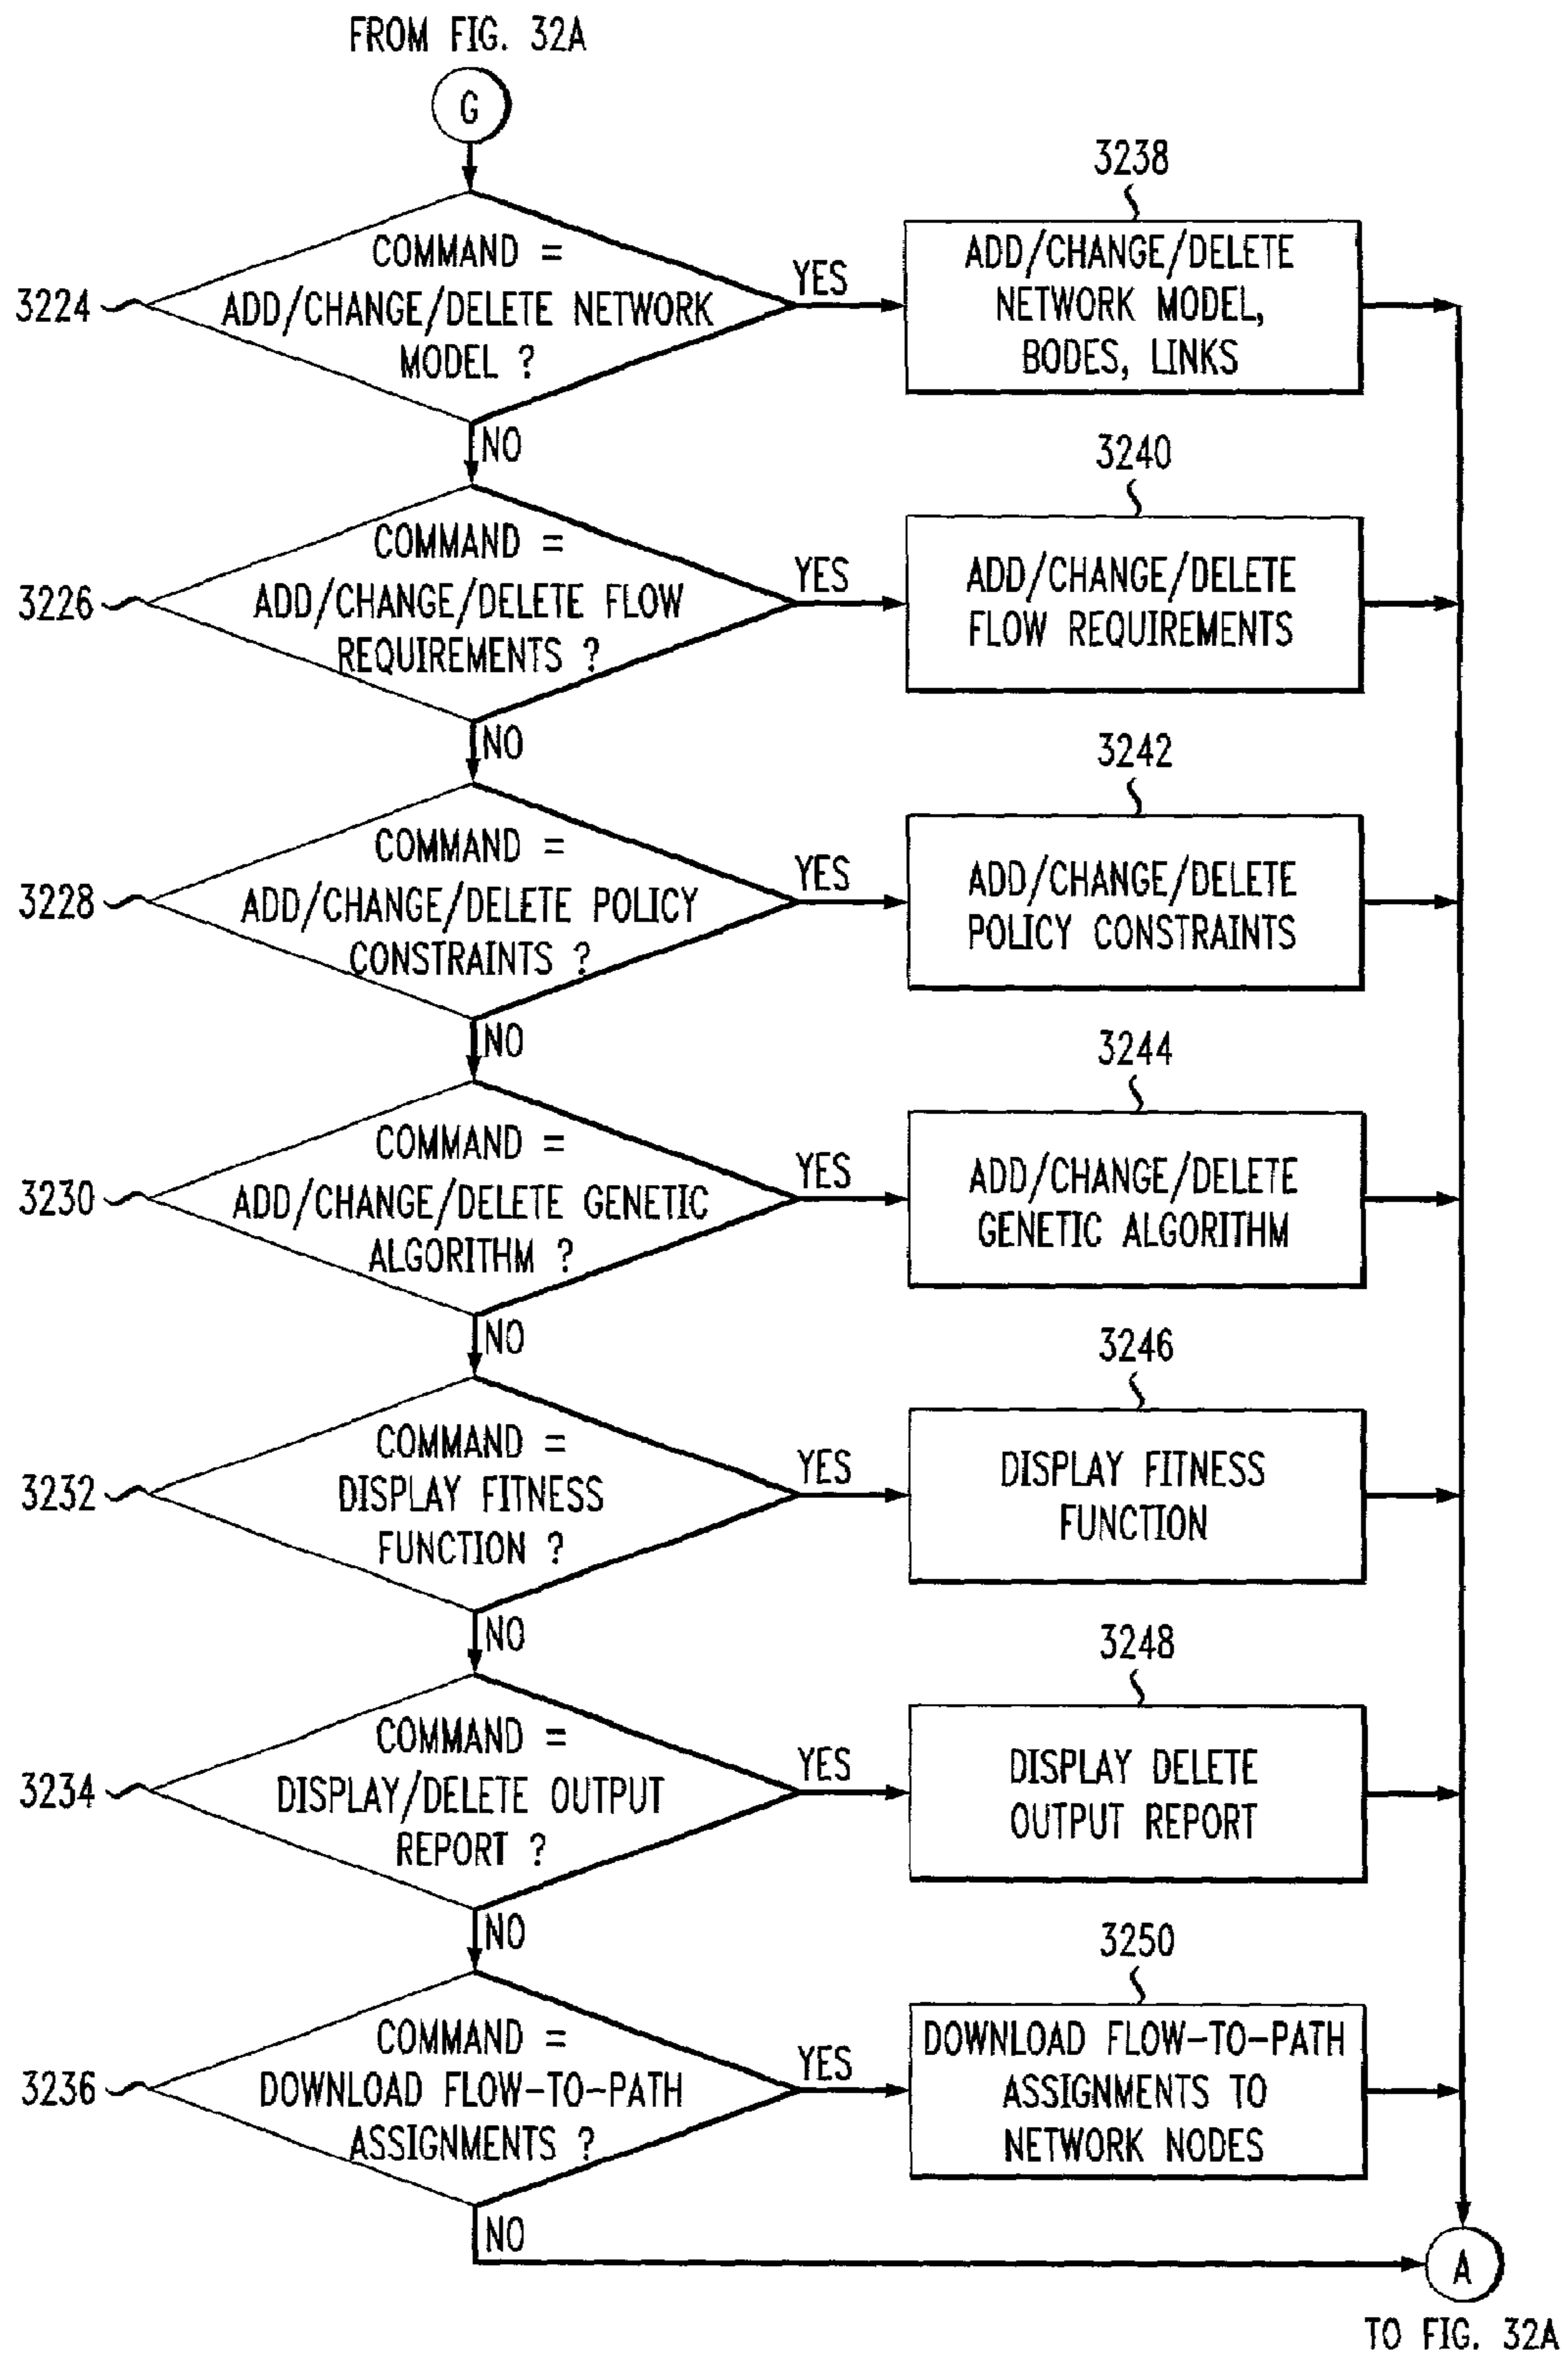 FROM FIG. 32A
G
3224
COMMAND =
ADD/CHANGE/DELETE NETWORK
MODEL ?
YES
3238
ADD/CHANGE/DELETE
NETWORK MODEL,
BODES, LINKS
NO
3226
COMMAND =
ADD/CHANGE/DELETE FLOW
REQUIREMENTS ?
YES
3240
ADD/CHANGE/DELETE
FLOW REQUIREMENTS
NO
3228
COMMAND =
ADD/CHANGE/DELETE POLICY
CONSTRAINTS ?
YES
3242
ADD/CHANGE/DELETE
POLICY CONSTRAINTS
NO
3230
COMMAND =
ADD/CHANGE/DELETE GENETIC
ALGORITHM ?
YES
3244
ADD/CHANGE/DELETE
GENETIC ALGORITHM
NO
3232
COMMAND =
DISPLAY FITNESS
FUNCTION ?
YES
3246
DISPLAY FITNESS
FUNCTION
NO
3234
COMMAND =
DISPLAY/DELETE OUTPUT
REPORT ?
YES
3248
DISPLAY DELETE
OUTPUT REPORT
NO
3236
COMMAND =
DOWNLOAD FLOW-TO-PATH
ASSIGNMENTS ?
YES
3250
DOWNLOAD FLOW-TO-PATH
ASSIGNMENTS TO
NETWORK NODES
NO
A
TO FIG. 32A